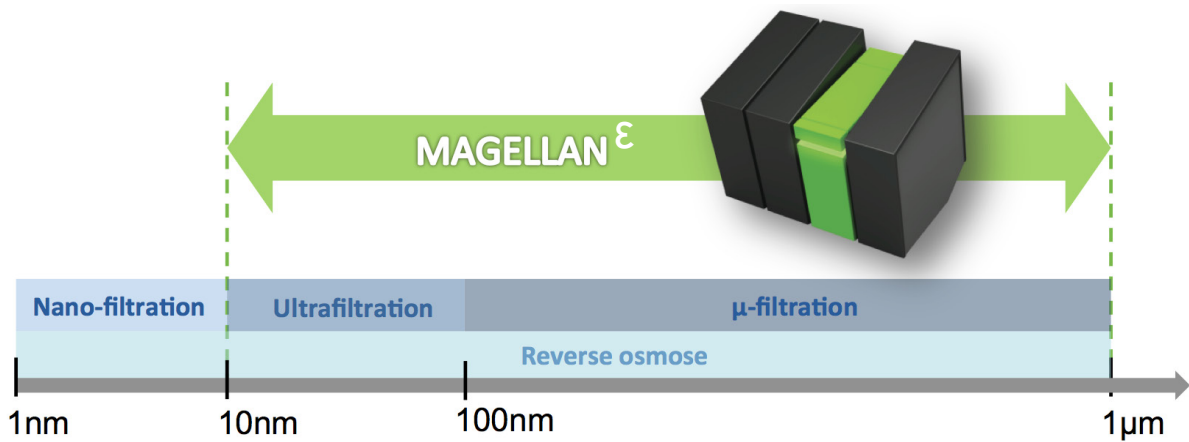 MAGELLAN ε
Nano-filtration Ultrafiltration μ-filtration
Reverse osmose
1nm 10nm 100nm 1μm